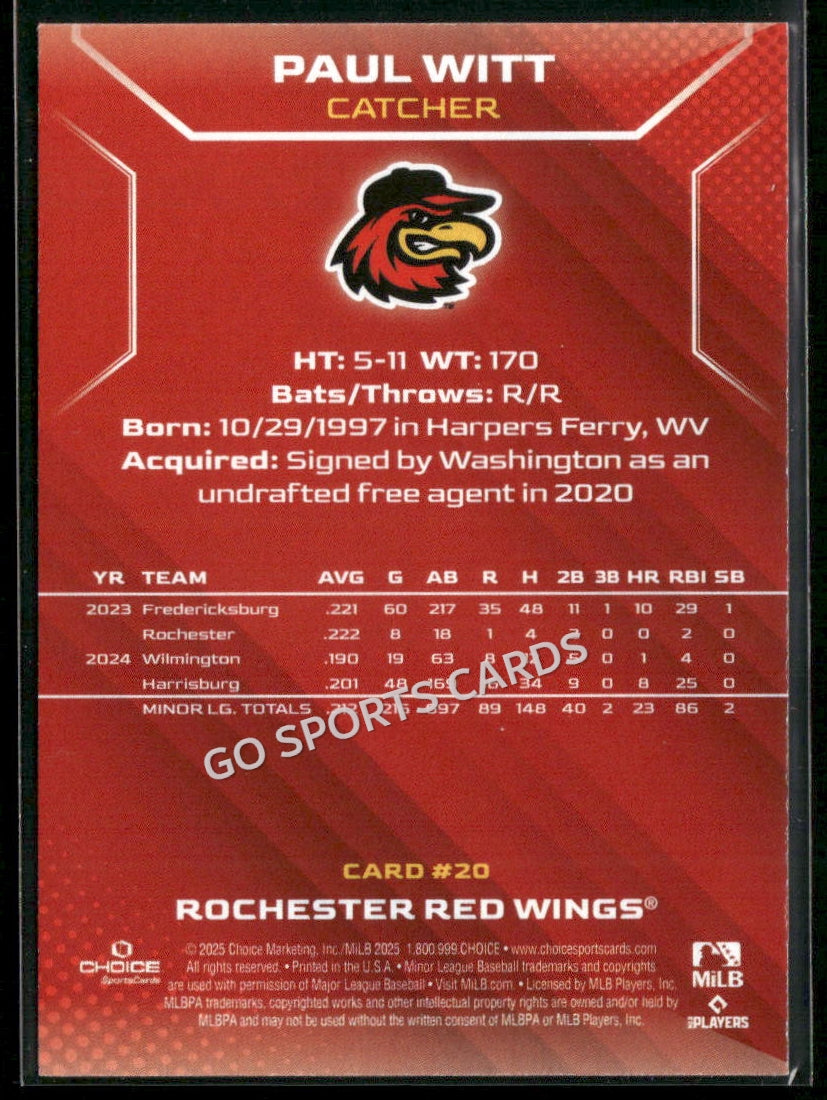 PAUL WITT
CATCHER
HT: 5-11 WT: 170
Bats/Throws: R/R
Born: 10/29/1997 in Harpers Ferry, WV
Acquired: Signed by Washington as an
undrafted free agent in 2020
YR TEAM AVG G AB R H 2B 3B HR RBI SB
2023 Fredericksburg .221 60 217 35 48 11 1 10 29 1
Rochester .222 8 18 1 4 0 0 2 0
2024 Wilmington .190 19 63 8 0 1 4 0
Harrisburg .201 48 169 34 9 0 8 25 0
MINOR LG. TOTALS .212 215 697 89 148 40 2 23 86 2
GO SPORTS CARDS
CARD #20
ROCHESTER RED WINGS®
CHOICE
SportsCards
© 2025 Choice Marketing, Inc./MiLB 2025 1.800.999.CHOICE • www.choicesportscards.com
All rights reserved. • Printed in the U.S.A. • Minor League Baseball trademarks and copyrights
are used with permission of Major League Baseball • Visit MiLB.com • Licensed by MLB Players, Inc.
MLBPA trademarks, copyrighted works and other intellectual property rights are owned and/or held by
MLBPA and may not be used without the written consent of MLBPA or MLB Players, Inc.
MiLB
MLB PLAYERS